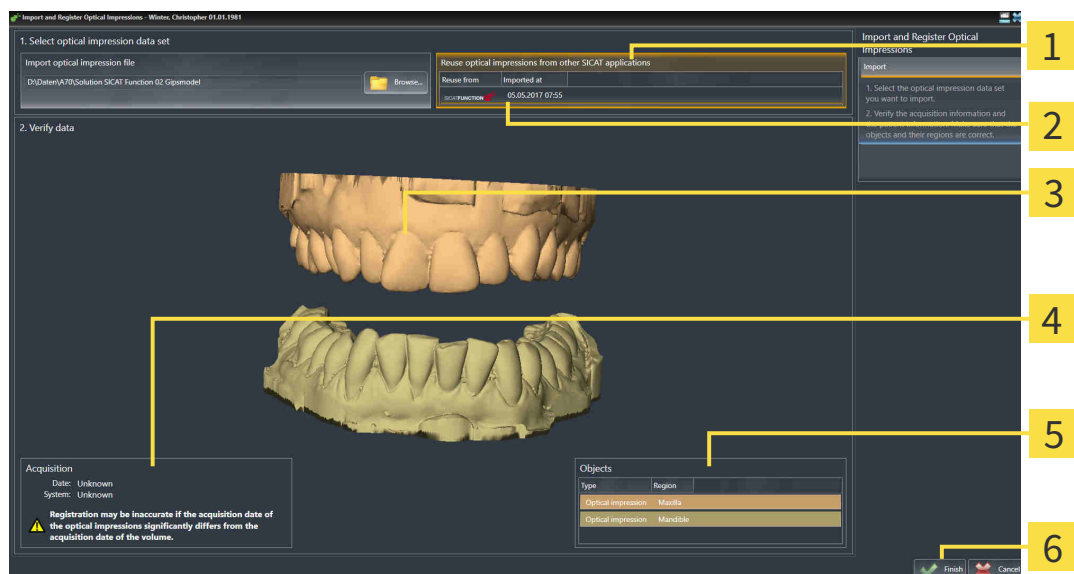 Import and Register Optical Impressions - Winter, Christopher 01.01.1981
1. Select optical impression data set
Import optical impression file
D:\Daten\A70\Solution SICAT Function 02 Gipsmodel
Browse...
Reuse optical impressions from other SICAT applications
Reuse from Imported at
SICATFUNCTION 05.05.2017 07:55
Import and Register Optical
Impressions
Import
1. Select the optical impression data set
you want to import.
2. Verify the acquisition information and
objects and their regions are correct.
1
2
3
4
5
6
2. Verify data
Acquisition
Date: Unknown
System: Unknown
Registration may be inaccurate if the acquisition date of
the optical impressions significantly differs from the
acquisition date of the volume.
Objects
Type Region
Optical impression Maxilla
Optical impression Mandible
Finish
Cancel